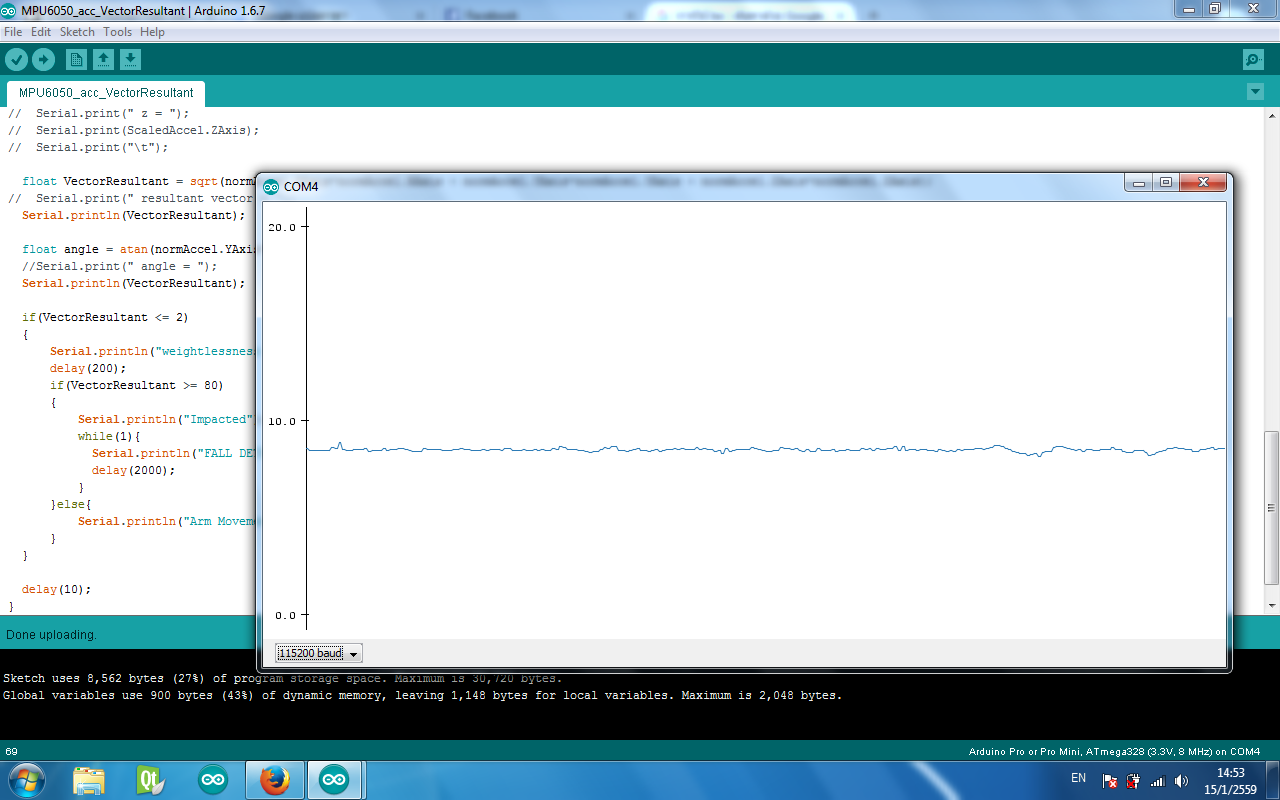 MPU6050_acc_VectorResultant | Arduino 1.6.7
File Edit Sketch Tools Help
MPU6050_acc_VectorResultant
//  Serial.print(" z = ");
//  Serial.print(ScaledAccel.ZAxis);
//  Serial.print("\t");
float VectorResultant = sqrt(norm
//  Serial.print(" resultant vector
Serial.println(VectorResultant);
float angle = atan(normAccel.YAxis
//Serial.print(" angle = ");
Serial.println(VectorResultant);
if(VectorResultant <= 2)
{
Serial.println("weightlessness
delay(200);
if(VectorResultant >= 80)
{
Serial.println("Impacted"
while(1){
Serial.println("FALL DE
delay(2000);
}
}else{
Serial.println("Arm Movem
}
}
delay(10);
}
COM4
20.0
10.0
0.0
115200 baud
Done uploading.
Sketch uses 8,562 bytes (27%) of program storage space. Maximum is 30,720 bytes.
Global variables use 900 bytes (43%) of dynamic memory, leaving 1,148 bytes for local variables. Maximum is 2,048 bytes.
69
Arduino Pro or Pro Mini, ATmega328 (3.3V, 8 MHz) on COM4
Qt
EN
14:53
15/1/2559